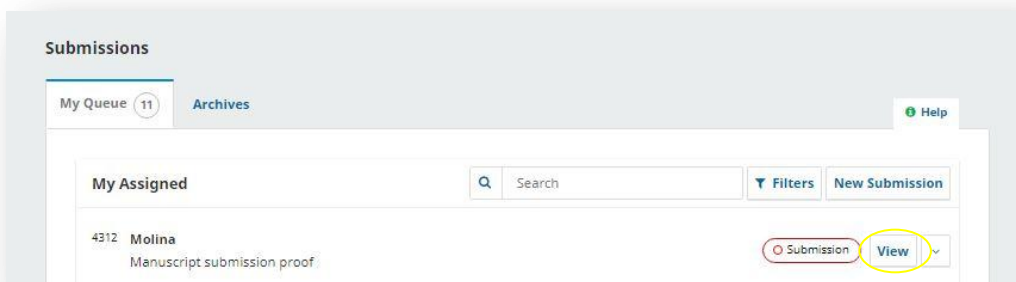 Submissions
My Queue 11 Archives
Help
My Assigned Search Filters New Submission
4312 Molina Submission View
Manuscript submission proof